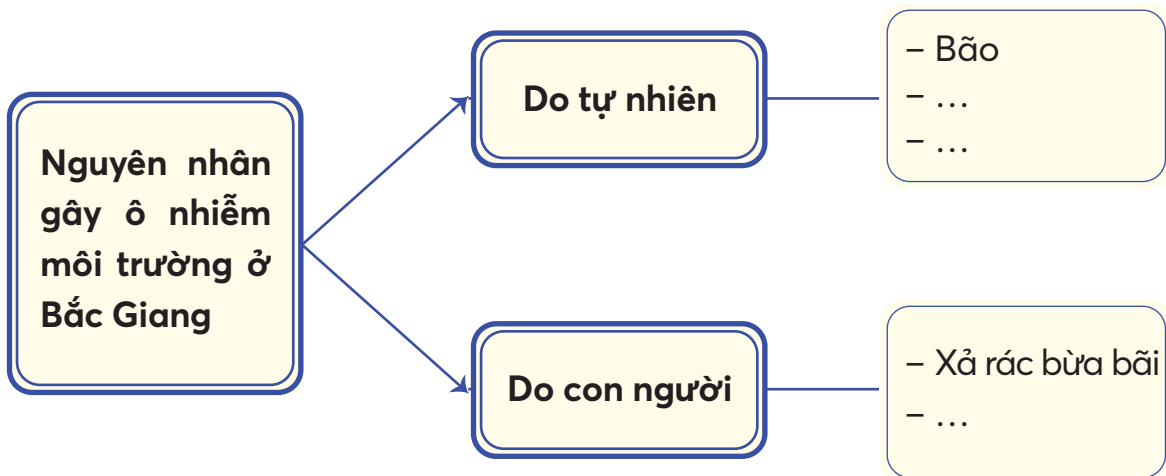 Nguyên nhân
gây ô nhiễm
môi trường ở
Bắc Giang
Do tự nhiên
– Bão
– ...
– ...
Do con người
– Xả rác bừa bãi
– ...